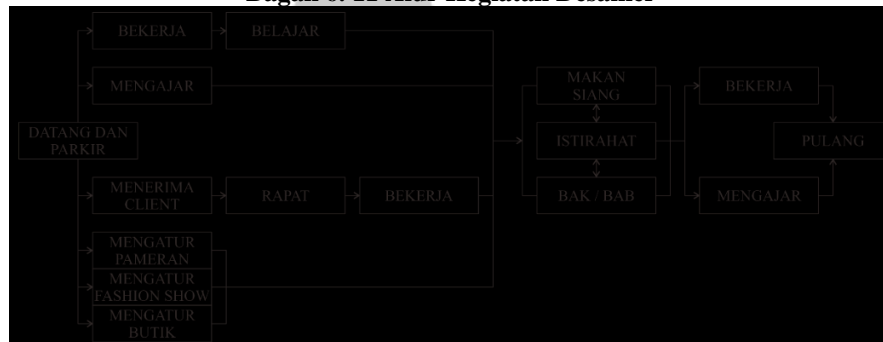 Bagan Alur Kegiatan Desainer
BEKERJA
BELAJAR
MENGAJAR
DATANG DAN
PARKIR
MENERIMA
CLIENT
RAPAT
BEKERJA
MENGATUR
PAMERAN
MENGATUR
FASHION SHOW
MENGATUR
BUTIK
MAKAN
SIANG
ISTIRAHAT
BAK / BAB
BEKERJA
MENGAJAR
PULANG